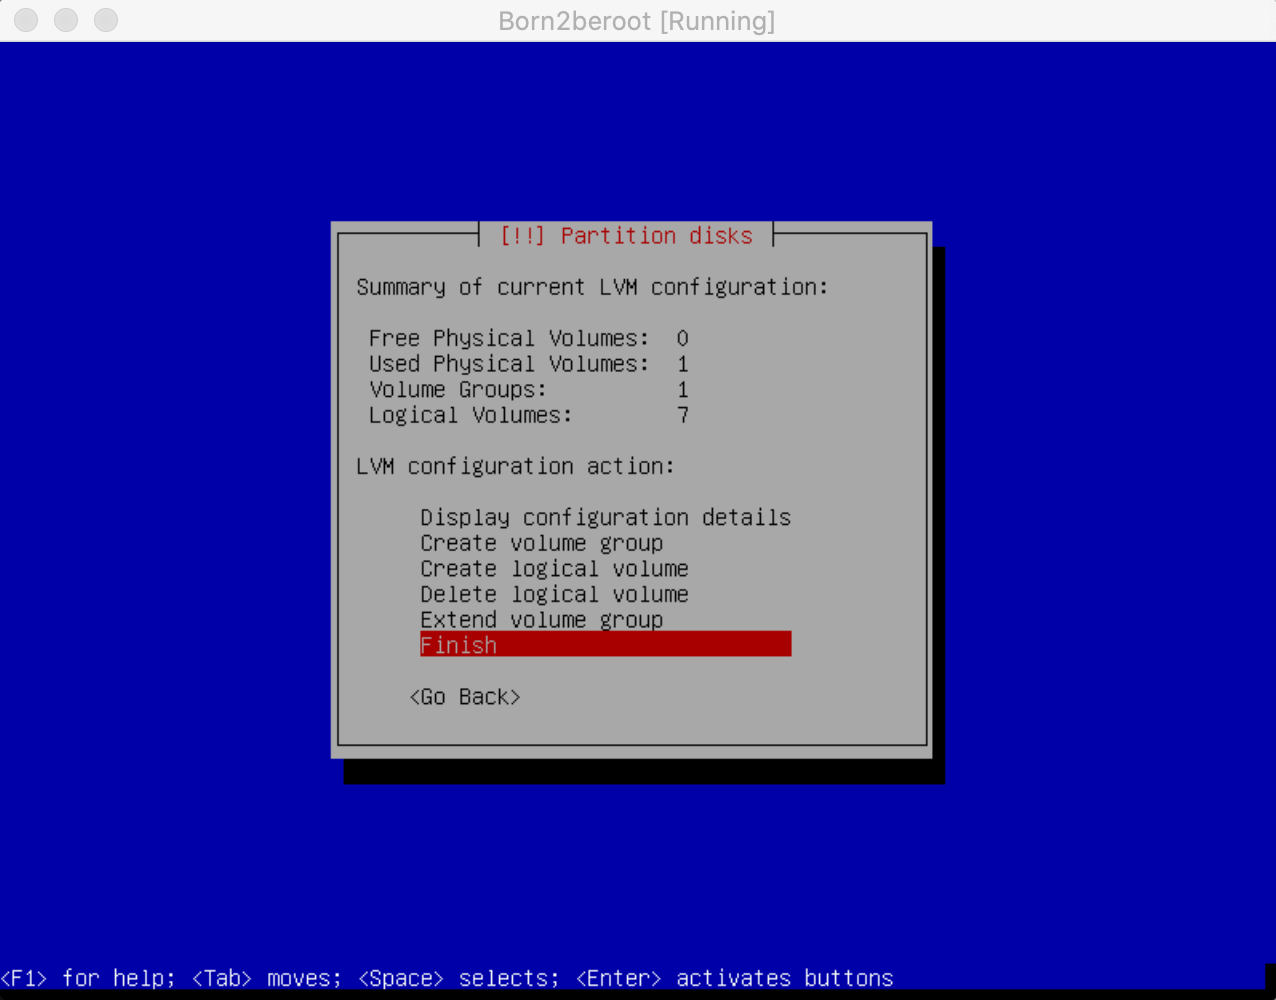 Born2beroot [Running]
[!!] Partition disks
Summary of current LVM configuration:
Free Physical Volumes: 0
Used Physical Volumes: 1
Volume Groups: 1
Logical Volumes: 7
LVM configuration action:
Display configuration details
Create volume group
Create logical volume
Delete logical volume
Extend volume group
Finish
<Go Back>
<F1> for help; <Tab> moves; <Space> selects; <Enter> activates buttons